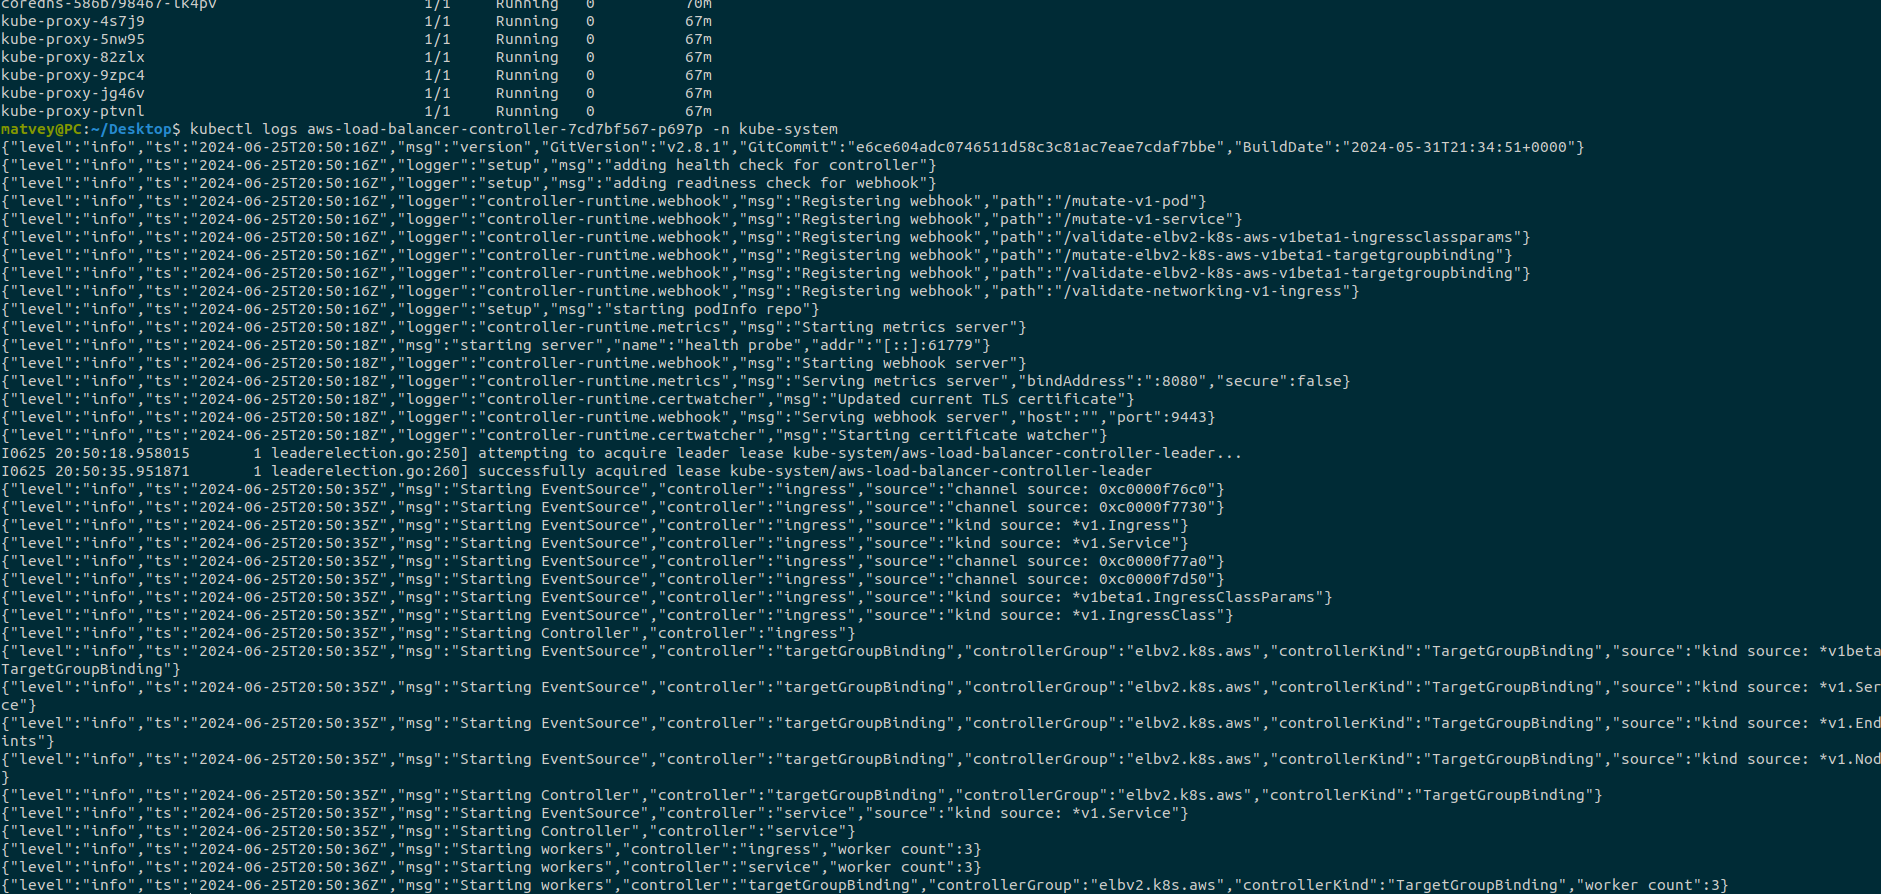 coredns-586b798467-tk4pv 1/1 Running 0 70m
kube-proxy-4s7j9 1/1 Running 0 67m
kube-proxy-5nw95 1/1 Running 0 67m
kube-proxy-82zlx 1/1 Running 0 67m
kube-proxy-9zpc4 1/1 Running 0 67m
kube-proxy-jg46v 1/1 Running 0 67m
kube-proxy-ptvnl 1/1 Running 0 67m
matvey@PC:~/Desktop$ kubectl logs aws-load-balancer-controller-7cd7bf567-p697p -n kube-system
{"level":"info","ts":"2024-06-25T20:50:16Z","msg":"version","GitVersion":"v2.8.1","GitCommit":"e6ce604adc0746511d58c3c81ac7eae7cdaf7bbe","BuildDate":"2024-05-31T21:34:51+0000"}
{"level":"info","ts":"2024-06-25T20:50:16Z","logger":"setup","msg":"adding health check for controller"}
{"level":"info","ts":"2024-06-25T20:50:16Z","logger":"setup","msg":"adding readiness check for webhook"}
{"level":"info","ts":"2024-06-25T20:50:16Z","logger":"controller-runtime.webhook","msg":"Registering webhook","path":"/mutate-v1-pod"}
{"level":"info","ts":"2024-06-25T20:50:16Z","logger":"controller-runtime.webhook","msg":"Registering webhook","path":"/mutate-v1-service"}
{"level":"info","ts":"2024-06-25T20:50:16Z","logger":"controller-runtime.webhook","msg":"Registering webhook","path":"/validate-elbv2-k8s-aws-v1beta1-ingressclassparams"}
{"level":"info","ts":"2024-06-25T20:50:16Z","logger":"controller-runtime.webhook","msg":"Registering webhook","path":"/mutate-elbv2-k8s-aws-v1beta1-targetgroupbinding"}
{"level":"info","ts":"2024-06-25T20:50:16Z","logger":"controller-runtime.webhook","msg":"Registering webhook","path":"/validate-elbv2-k8s-aws-v1beta1-targetgroupbinding"}
{"level":"info","ts":"2024-06-25T20:50:16Z","logger":"controller-runtime.webhook","msg":"Registering webhook","path":"/validate-networking-v1-ingress"}
{"level":"info","ts":"2024-06-25T20:50:16Z","logger":"setup","msg":"starting podInfo repo"}
{"level":"info","ts":"2024-06-25T20:50:18Z","logger":"controller-runtime.metrics","msg":"Starting metrics server"}
{"level":"info","ts":"2024-06-25T20:50:18Z","msg":"starting server","name":"health probe","addr":"[::]:61779"}
{"level":"info","ts":"2024-06-25T20:50:18Z","logger":"controller-runtime.webhook","msg":"Starting webhook server"}
{"level":"info","ts":"2024-06-25T20:50:18Z","logger":"controller-runtime.metrics","msg":"Serving metrics server","bindAddress":":8080","secure":false}
{"level":"info","ts":"2024-06-25T20:50:18Z","logger":"controller-runtime.certwatcher","msg":"Updated current TLS certificate"}
{"level":"info","ts":"2024-06-25T20:50:18Z","logger":"controller-runtime.webhook","msg":"Serving webhook server","host":"","port":9443}
{"level":"info","ts":"2024-06-25T20:50:18Z","logger":"controller-runtime.certwatcher","msg":"Starting certificate watcher"}
I0625 20:50:18.958015 1 leaderelection.go:250] attempting to acquire leader lease kube-system/aws-load-balancer-controller-leader...
I0625 20:50:35.951871 1 leaderelection.go:260] successfully acquired lease kube-system/aws-load-balancer-controller-leader
{"level":"info","ts":"2024-06-25T20:50:35Z","msg":"Starting EventSource","controller":"ingress","source":"channel source: 0xc0000f76c0"}
{"level":"info","ts":"2024-06-25T20:50:35Z","msg":"Starting EventSource","controller":"ingress","source":"channel source: 0xc0000f7730"}
{"level":"info","ts":"2024-06-25T20:50:35Z","msg":"Starting EventSource","controller":"ingress","source":"kind source: *v1.Ingress"}
{"level":"info","ts":"2024-06-25T20:50:35Z","msg":"Starting EventSource","controller":"ingress","source":"kind source: *v1.Service"}
{"level":"info","ts":"2024-06-25T20:50:35Z","msg":"Starting EventSource","controller":"ingress","source":"channel source: 0xc0000f77a0"}
{"level":"info","ts":"2024-06-25T20:50:35Z","msg":"Starting EventSource","controller":"ingress","source":"channel source: 0xc0000f7d50"}
{"level":"info","ts":"2024-06-25T20:50:35Z","msg":"Starting EventSource","controller":"ingress","source":"kind source: *v1beta1.IngressClassParams"}
{"level":"info","ts":"2024-06-25T20:50:35Z","msg":"Starting EventSource","controller":"ingress","source":"kind source: *v1.IngressClass"}
{"level":"info","ts":"2024-06-25T20:50:35Z","msg":"Starting Controller","controller":"ingress"}
{"level":"info","ts":"2024-06-25T20:50:35Z","msg":"Starting EventSource","controller":"targetGroupBinding","controllerGroup":"elbv2.k8s.aws","controllerKind":"TargetGroupBinding","source":"kind source: *v1beta
TargetGroupBinding"}
{"level":"info","ts":"2024-06-25T20:50:35Z","msg":"Starting EventSource","controller":"targetGroupBinding","controllerGroup":"elbv2.k8s.aws","controllerKind":"TargetGroupBinding","source":"kind source: *v1.Ser
ce"}
{"level":"info","ts":"2024-06-25T20:50:35Z","msg":"Starting EventSource","controller":"targetGroupBinding","controllerGroup":"elbv2.k8s.aws","controllerKind":"TargetGroupBinding","source":"kind source: *v1.End
ints"}
{"level":"info","ts":"2024-06-25T20:50:35Z","msg":"Starting EventSource","controller":"targetGroupBinding","controllerGroup":"elbv2.k8s.aws","controllerKind":"TargetGroupBinding","source":"kind source: *v1.Nod
}
{"level":"info","ts":"2024-06-25T20:50:35Z","msg":"Starting Controller","controller":"targetGroupBinding","controllerGroup":"elbv2.k8s.aws","controllerKind":"TargetGroupBinding"}
{"level":"info","ts":"2024-06-25T20:50:35Z","msg":"Starting EventSource","controller":"service","source":"kind source: *v1.Service"}
{"level":"info","ts":"2024-06-25T20:50:35Z","msg":"Starting Controller","controller":"service"}
{"level":"info","ts":"2024-06-25T20:50:36Z","msg":"Starting workers","controller":"ingress","worker count":3}
{"level":"info","ts":"2024-06-25T20:50:36Z","msg":"Starting workers","controller":"service","worker count":3}
{"level":"info","ts":"2024-06-25T20:50:36Z","msg":"Starting workers","controller":"targetGroupBinding","controllerGroup":"elbv2.k8s.aws","controllerKind":"TargetGroupBinding","worker count":3}